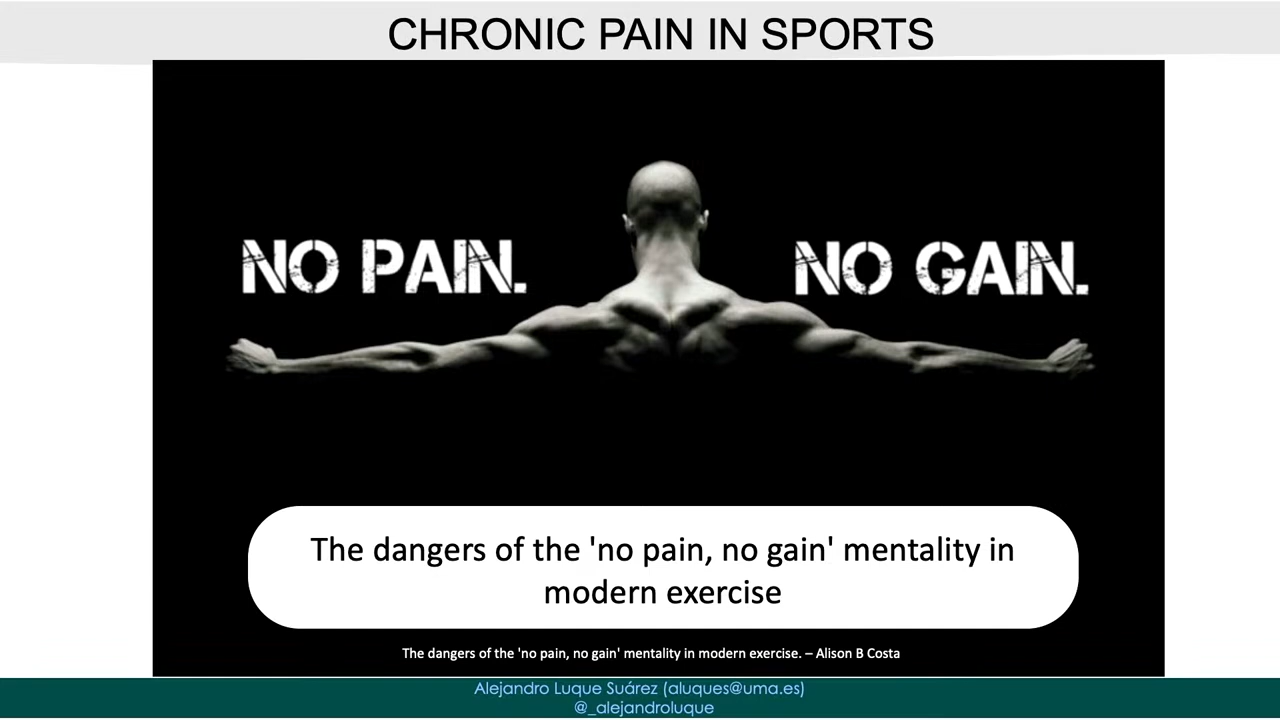 CHRONIC PAIN IN SPORTS
NO PAIN. NO GAIN.
The dangers of the 'no pain, no gain' mentality in
modern exercise
The dangers of the 'no pain, no gain' mentality in modern exercise. – Alison B Costa
Alejandro Luque Suárez (aluques@uma.es)
@_alejandroluque